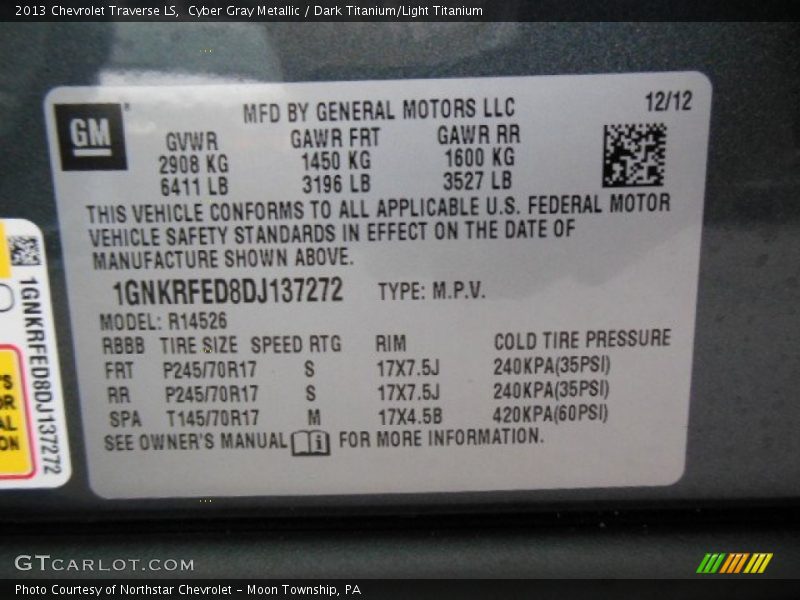 2013 Chevrolet Traverse LS, Cyber Gray Metallic / Dark Titanium/Light Titanium
GM
MFD BY GENERAL MOTORS LLC 12/12
GVWR GAWR FRT GAWR RR
2908 KG 1450 KG 1600 KG
6411 LB 3196 LB 3527 LB
THIS VEHICLE CONFORMS TO ALL APPLICABLE U.S. FEDERAL MOTOR
VEHICLE SAFETY STANDARDS IN EFFECT ON THE DATE OF
MANUFACTURE SHOWN ABOVE.
1GNKRFED8DJ137272 TYPE: M.P.V.
MODEL: R14526
RBBB TIRE SIZE SPEED RTG RIM COLD TIRE PRESSURE
FRT P245/70R17 S 17X7.5J 240KPA(35PSI)
RR P245/70R17 S 17X7.5J 240KPA(35PSI)
SPA T145/70R17 M 17X4.5B 420KPA(60PSI)
SEE OWNER'S MANUAL FOR MORE INFORMATION.
1GNKRFED8DJ137272
GTCARLOT.COM
Photo Courtesy of Northstar Chevrolet - Moon Township, PA